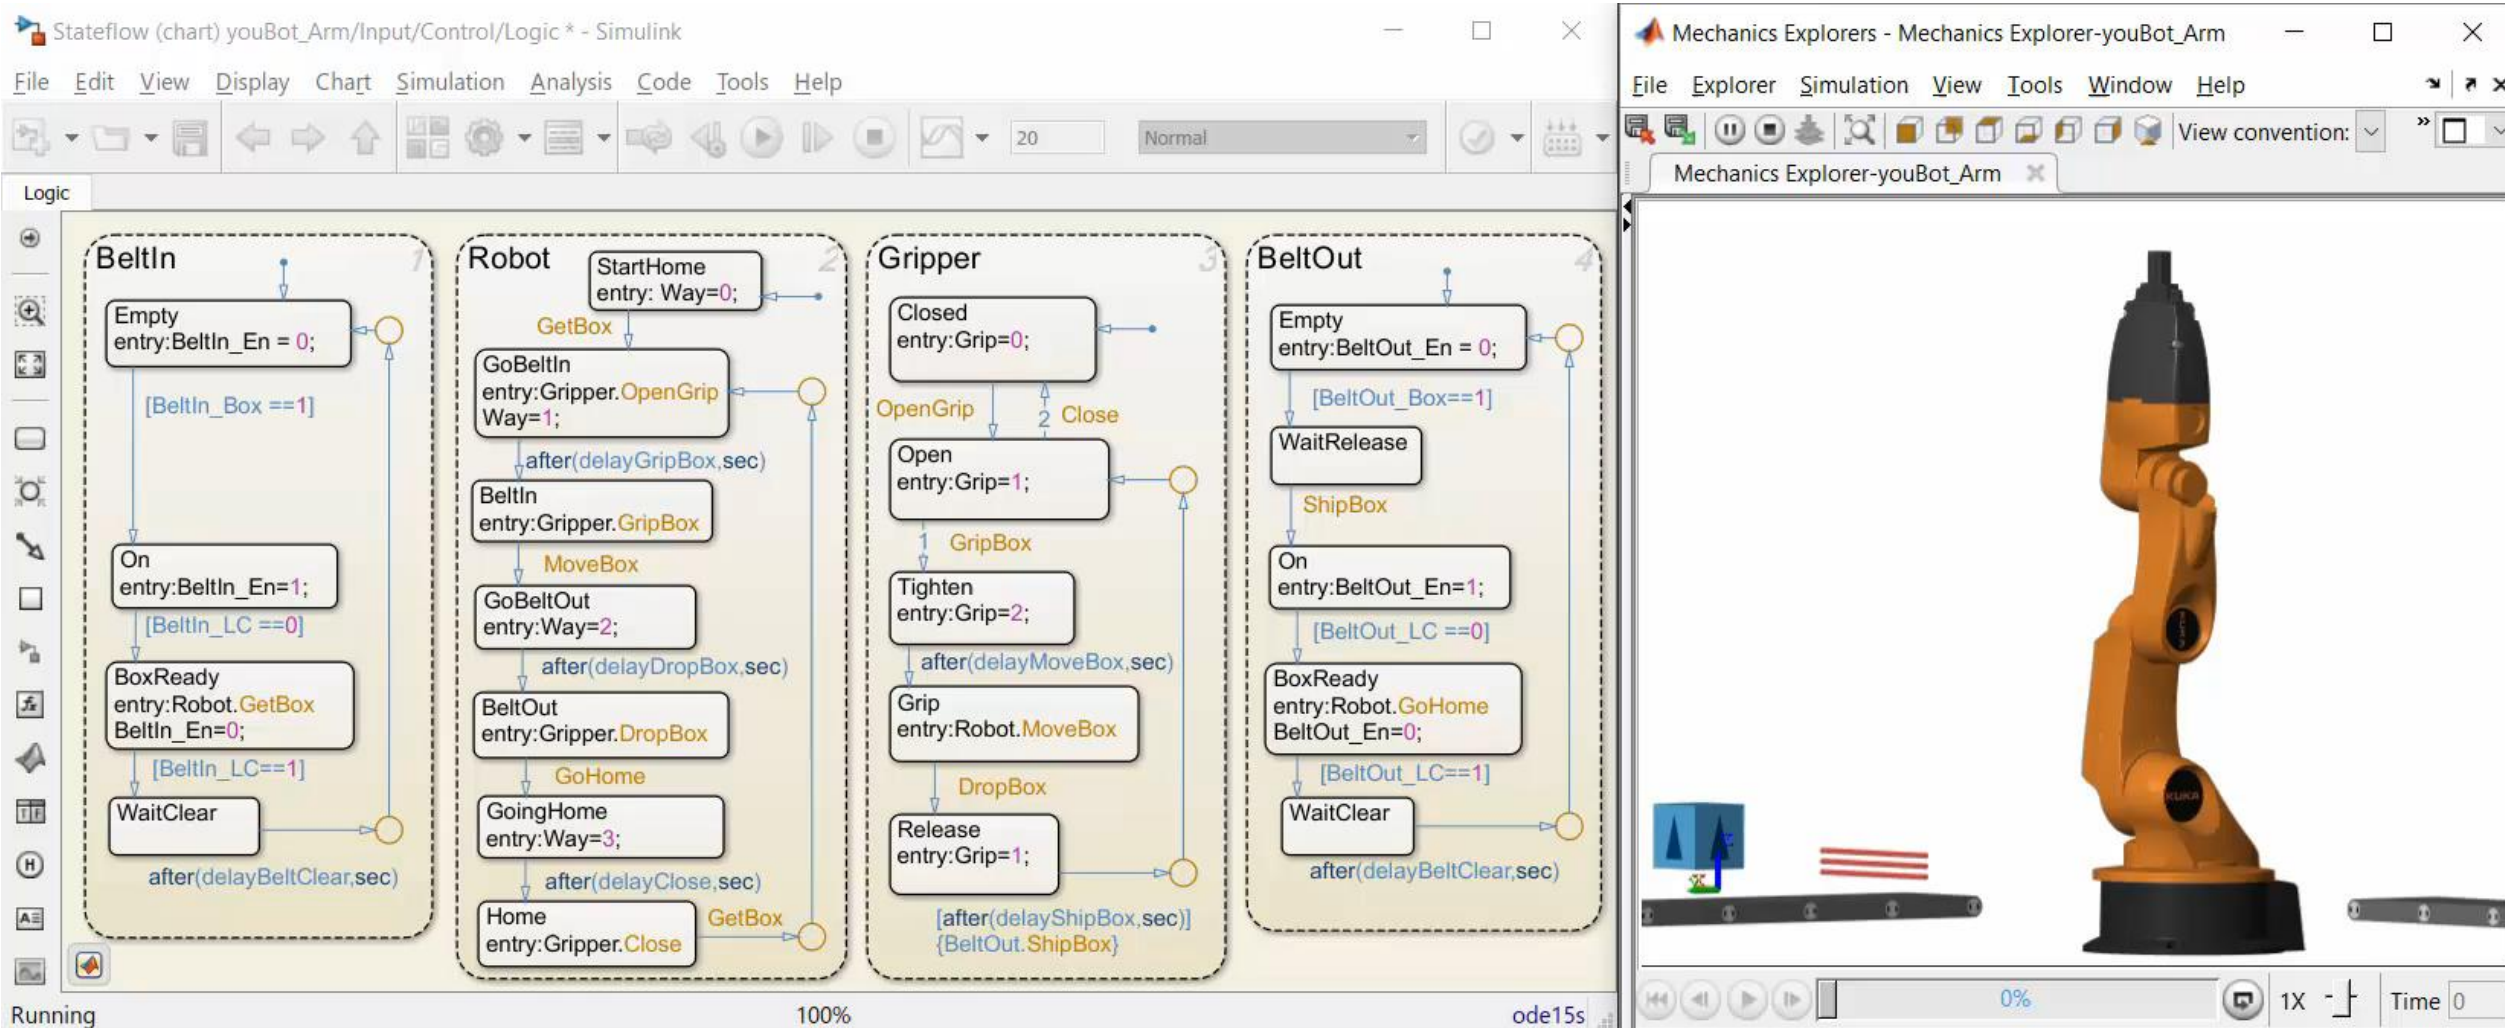 Stateflow (chart) youBot_Arm/Input/Control/Logic * - Simulink
File Edit View Display Chart Simulation Analysis Code Tools Help
20
Normal
Logic
BeltIn
1
Empty
entry:BeltIn_En = 0;
[BeltIn_Box ==1]
On
entry:BeltIn_En=1;
[BeltIn_LC ==0]
BoxReady
entry:Robot.GetBox
BeltIn_En=0;
[BeltIn_LC==1]
WaitClear
after(delayBeltClear,sec)
Robot
2
StartHome
entry: Way=0;
GetBox
GoBeltIn
entry:Gripper.OpenGrip
Way=1;
after(delayGripBox,sec)
BeltIn
entry:Gripper.GripBox
MoveBox
GoBeltOut
entry:Way=2;
after(delayDropBox,sec)
BeltOut
entry:Gripper.DropBox
GoHome
GoingHome
entry:Way=3;
after(delayClose,sec)
Home
entry:Gripper.Close
GetBox
Gripper
3
Closed
entry:Grip=0;
OpenGrip
2 Close
Open
entry:Grip=1;
1 GripBox
Tighten
entry:Grip=2;
after(delayMoveBox,sec)
Grip
entry:Robot.MoveBox
DropBox
Release
entry:Grip=1;
[after(delayShipBox,sec)]
{BeltOut.ShipBox}
BeltOut
4
Empty
entry:BeltOut_En = 0;
[BeltOut_Box==1]
WaitRelease
ShipBox
On
entry:BeltOut_En=1;
[BeltOut_LC ==0]
BoxReady
entry:Robot.GoHome
BeltOut_En=0;
[BeltOut_LC==1]
WaitClear
after(delayBeltClear,sec)
Running
100%
ode15s
Mechanics Explorers - Mechanics Explorer-youBot_Arm
File Explorer Simulation View Tools Window Help
View convention:
»
Mechanics Explorer-youBot_Arm
KUKA
KUKA
0%
1X
Time 0